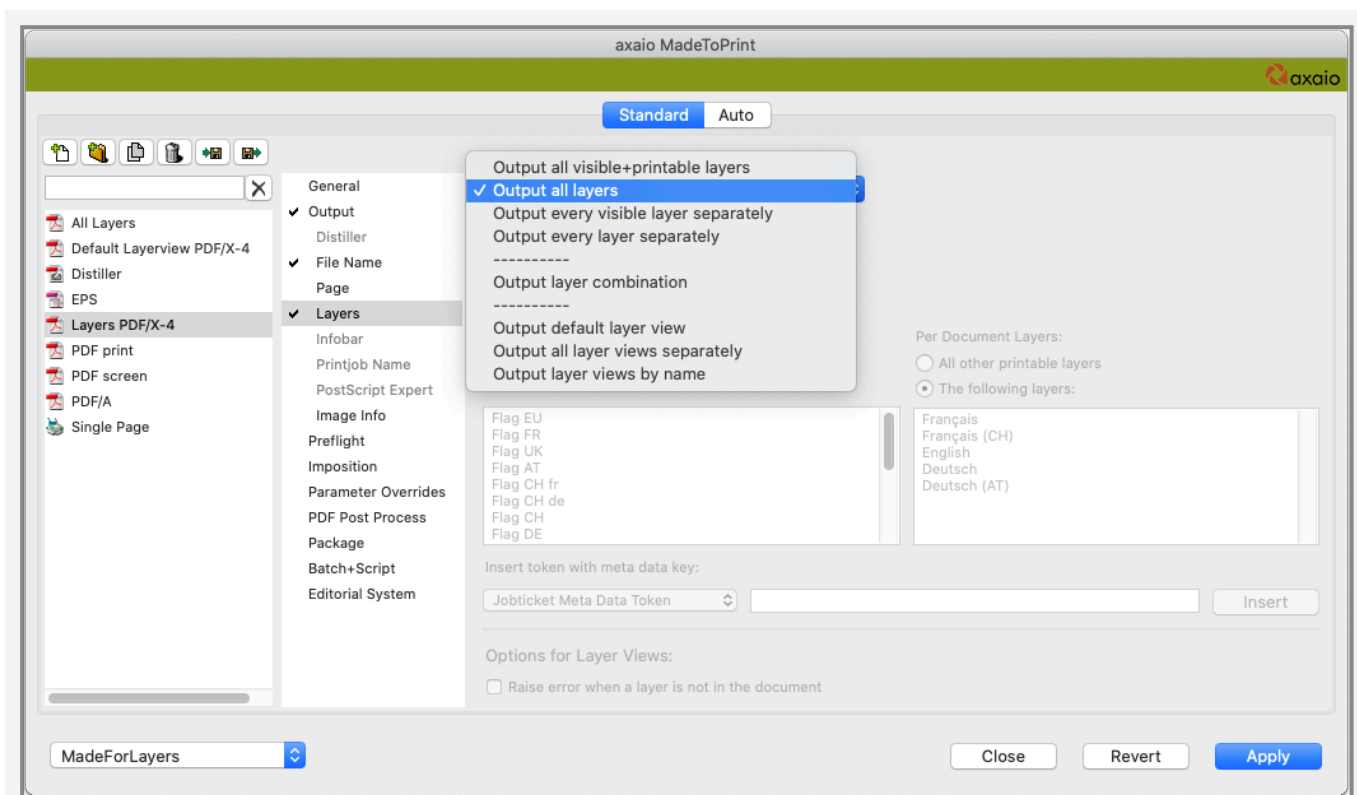 axaio MadeToPrint
axaio
Standard
Auto
All Layers
Default Layerview PDF/X-4
Distiller
EPS
Layers PDF/X-4
PDF print
PDF screen
PDF/A
Single Page
General
Output
Distiller
File Name
Page
Layers
Infobar
Printjob Name
PostScript Expert
Image Info
Preflight
Imposition
Parameter Overrides
PDF Post Process
Package
Batch+Script
Editorial System
Output all visible+printable layers
Output all layers
Output every visible layer separately
Output every layer separately
----------
Output layer combination
----------
Output default layer view
Output all layer views separately
Output layer views by name
Flag EU
Flag FR
Flag UK
Flag AT
Flag CH fr
Flag CH de
Flag CH
Flag DE
Per Document Layers:
All other printable layers
The following layers:
Français
Français (CH)
English
Deutsch
Deutsch (AT)
Insert token with meta data key:
Jobticket Meta Data Token
Insert
Options for Layer Views:
Raise error when a layer is not in the document
MadeForLayers
Close
Revert
Apply